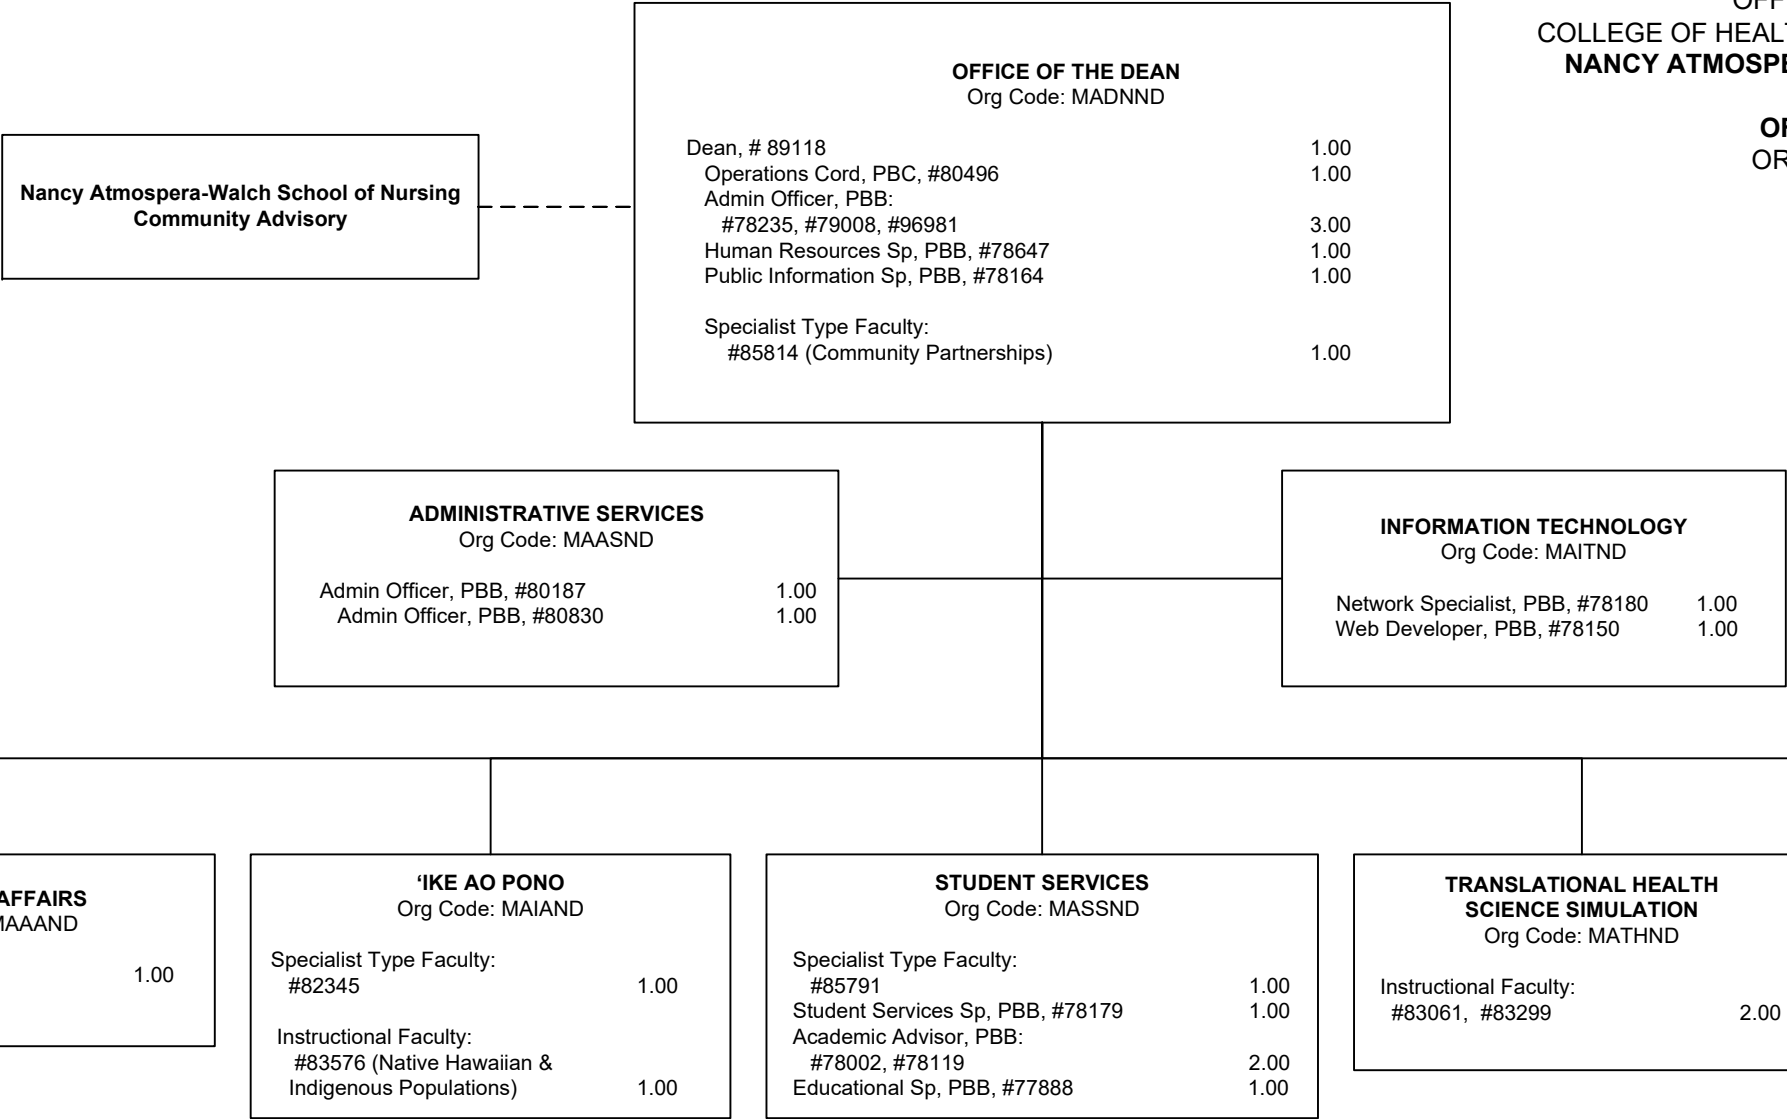 COLLEGE OF
NANCY
OFFICE OF THE DEAN
Org Code: MADNND
Dean, # 89118 1.00
Operations Cord, PBC, #80496 1.00
Admin Officer, PBB:
#78235, #79008, #96981 3.00
Human Resources Sp, PBB, #78647 1.00
Public Information Sp, PBB, #78164 1.00
Specialist Type Faculty:
#85814 (Community Partnerships) 1.00
Nancy Atmospera-Walch School of Nursing
Community Advisory
ADMINISTRATIVE SERVICES
Org Code: MAASND
Admin Officer, PBB, #80187 1.00
Admin Officer, PBB, #80830 1.00
INFORMATION TECHNOLOGY
Org Code: MAITND
Network Specialist, PBB, #78180 1.00
Web Developer, PBB, #78150 1.00
AFFAIRS
MAAAND
1.00
‘IKE AO PONO
Org Code: MAIAND
Specialist Type Faculty:
#82345 1.00
Instructional Faculty:
#83576 (Native Hawaiian &
Indigenous Populations) 1.00
STUDENT SERVICES
Org Code: MASSND
Specialist Type Faculty:
#85791 1.00
Student Services Sp, PBB, #78179 1.00
Academic Advisor, PBB:
#78002, #78119 2.00
Educational Sp, PBB, #77888 1.00
TRANSLATIONAL HEALTH
SCIENCE SIMULATION
Org Code: MATHND
Instructional Faculty:
#83061, #83299 2.00